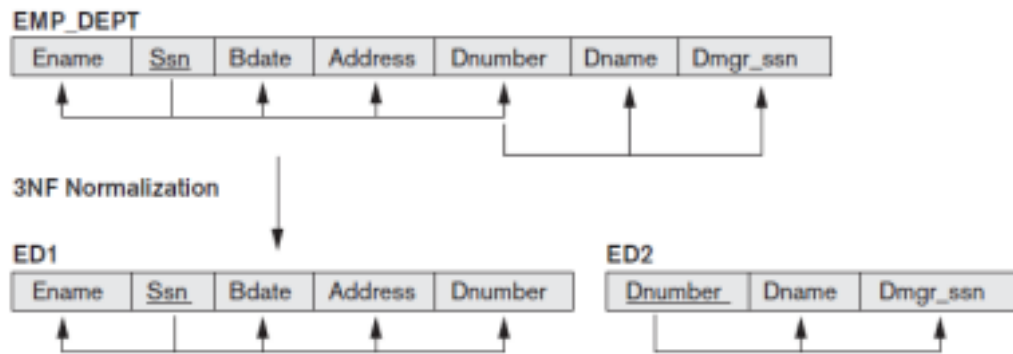 EMP_DEPT
Ename Ssn Bdate Address Dnumber Dname Dmgr_ssn
3NF Normalization
ED1
Ename Ssn Bdate Address Dnumber
ED2
Dnumber Dname Dmgr_ssn